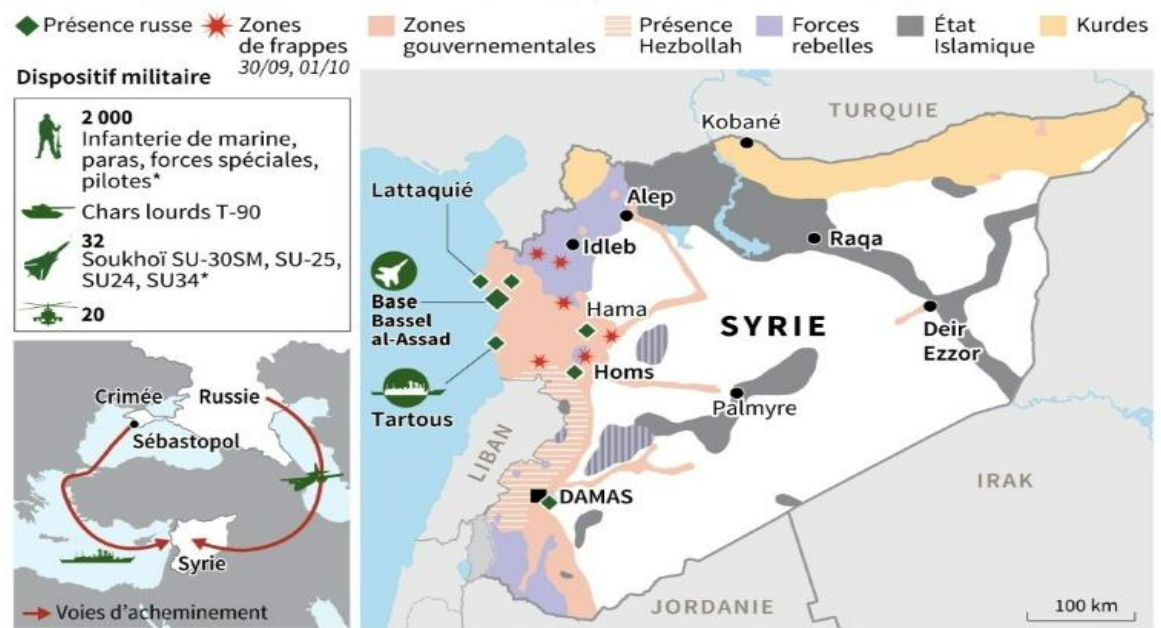 Présence russe
Zones
de frappes
30/09, 01/10
Zones
gouvernementales
Présence
Hezbollah
Forces
rebelles
État
Islamique
Kurdes
Dispositif militaire
2 000
Infanterie de marine,
paras, forces spéciales,
pilotes*
Chars lourds T-90
32
Soukhoï SU-30SM, SU-25,
SU24, SU34*
20
Crimée
Russie
Sébastopol
Syrie
Voies d'acheminement
TURQUIE
Kobané
Lattaquié
Alep
Idleb
Raqa
Base
Bassel
al-Assad
Hama
SYRIE
Deir
Ezzor
Homs
Tartous
Palmyre
LIBAN
DAMAS
IRAK
JORDANIE
100 km